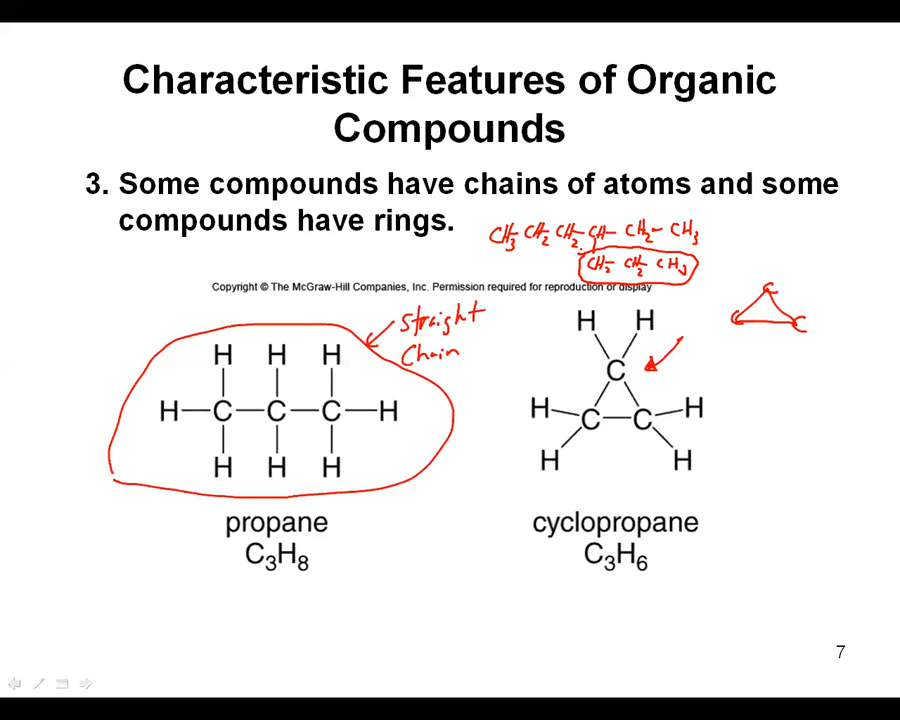 Characteristic Features of Organic
Compounds
3. Some compounds have chains of atoms and some
compounds have rings.
CH3 CH2 CH2-CH-CH2-CH3
CH2-CH2 CH3
Copyright © The McGraw-Hill Companies, Inc. Permission required for reproduction or display
Straight
Chain
C
C C
H H H
H—C—C—C—H
H H H
H H
C
H C C H
H H
propane
C3H8
cyclopropane
C3H6
7